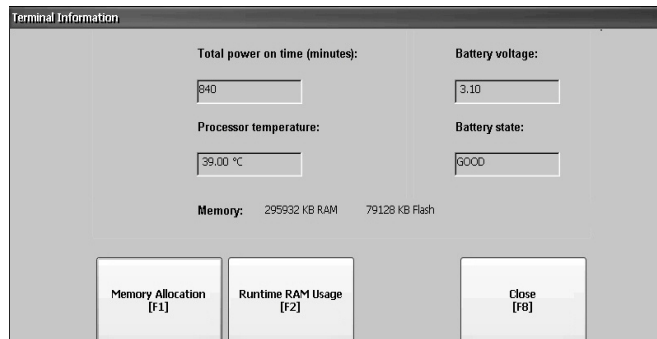 Terminal Information
Total power on time (minutes):
Battery voltage:
840
3.10
Processor temperature:
Battery state:
39.00 °C
GOOD
Memory: 295932 KB RAM 79128 KB Flash
Memory Allocation
[F1]
Runtime RAM Usage
[F2]
Close
[F8]